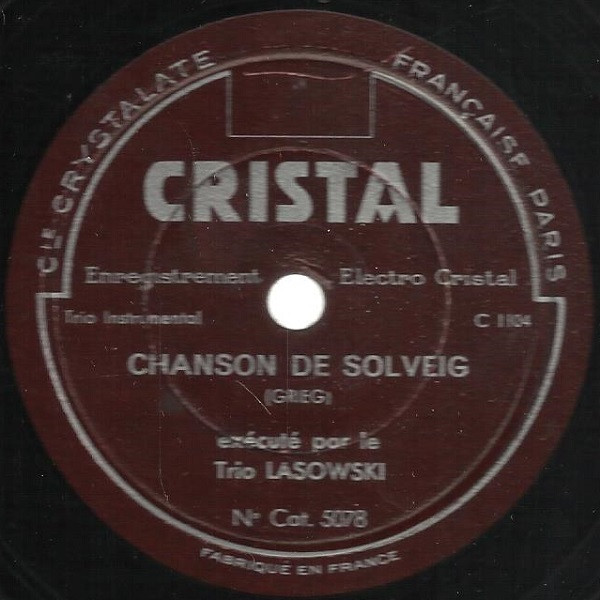 Cie CRYSTALATE FRANÇAISE PARIS
CRISTAL
Enregistrement Electro Cristal
Trio Instrumental C 1104
CHANSON DE SOLVEIG
(GREG)
exécuté par le
Trio LASOWSKI
No Cat. 5078
FABRIQUÉ EN FRANCE